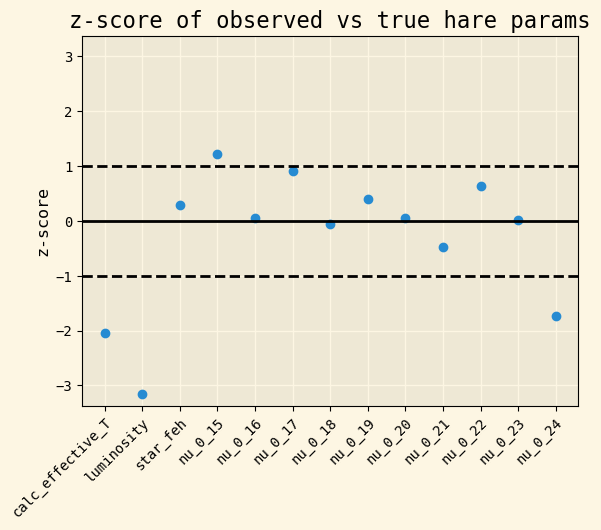 z-score of observed vs true hare params
z-score
3
2
1
0
−1
−2
−3
calc_effective_T
luminosity
star_feh
nu_0_15
nu_0_16
nu_0_17
nu_0_18
nu_0_19
nu_0_20
nu_0_21
nu_0_22
nu_0_23
nu_0_24